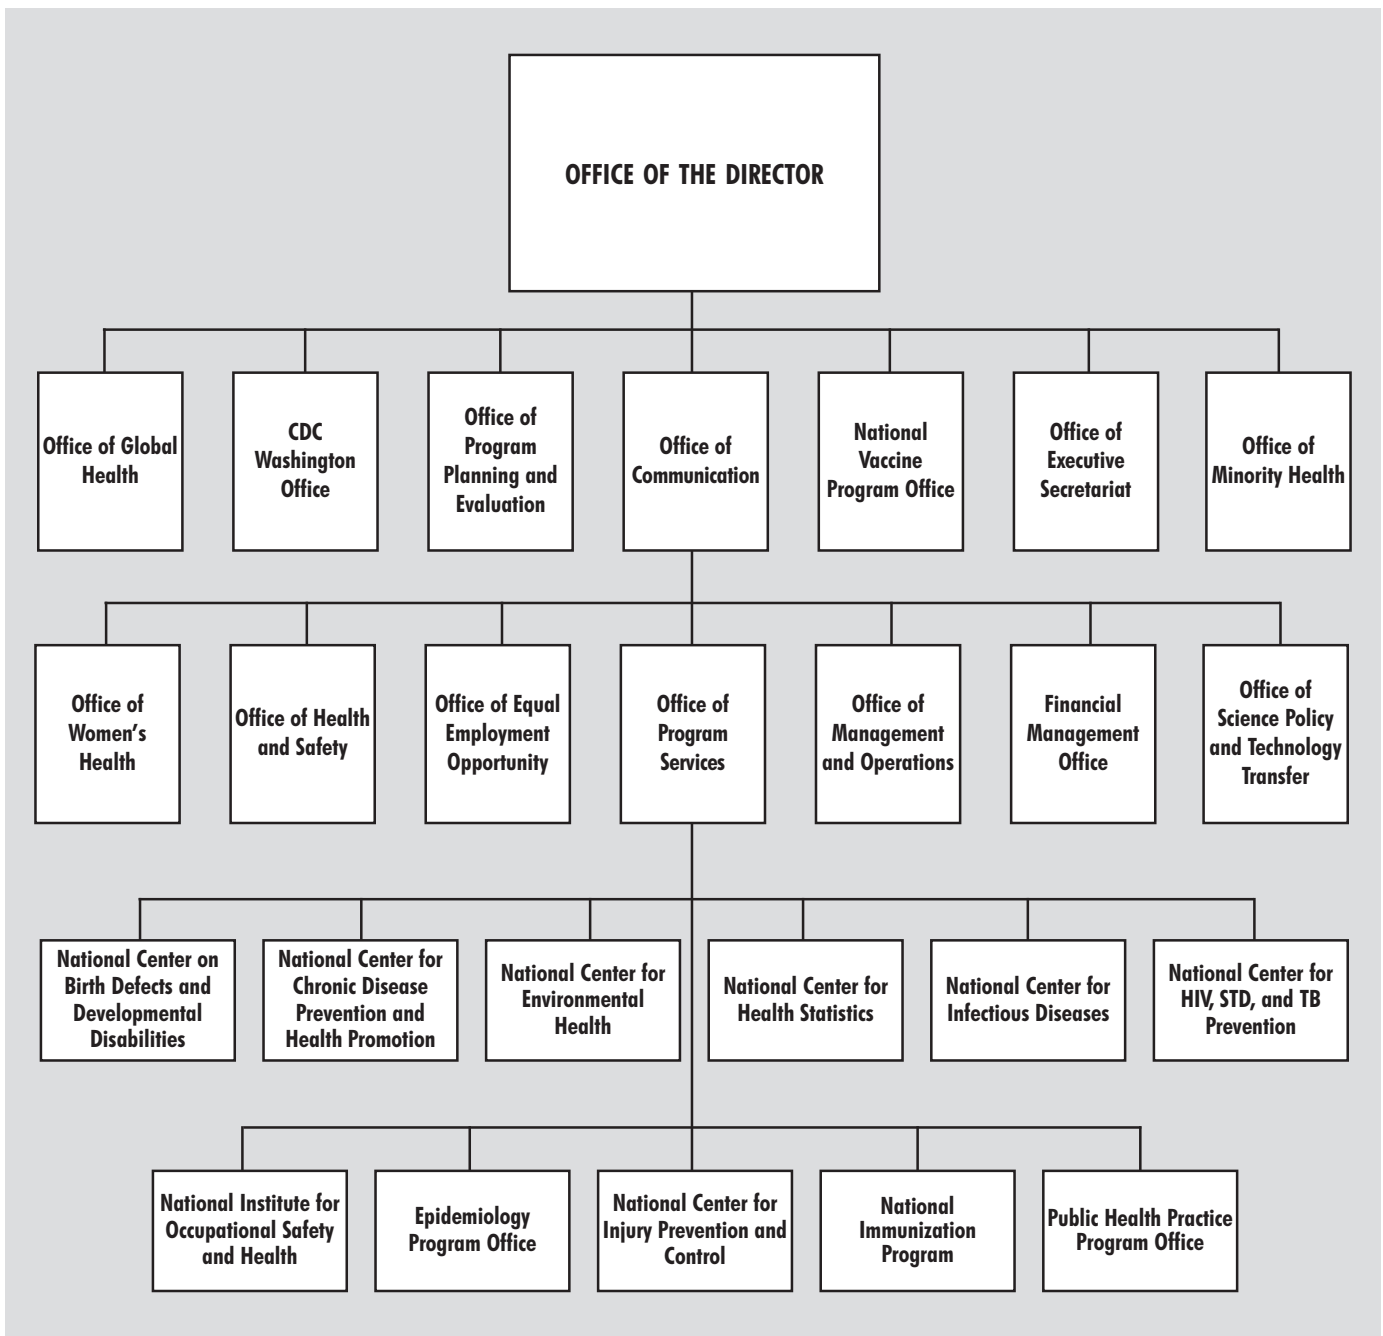 OFFICE OF THE DIRECTOR
Office of Global
Health
CDC
Washington
Office
Office of
Program
Planning and
Evaluation
Office of
Communication
National
Vaccine
Program Office
Office of
Executive
Secretariat
Office of
Minority Health
Office of
Women's
Health
Office of Health
and Safety
Office of Equal
Employment
Opportunity
Office of
Program
Services
Office of
Management
and Operations
Financial
Management
Office
Office of
Science Policy
and Technology
Transfer
National Center on
Birth Defects and
Developmental
Disabilities
National Center for
Chronic Disease
Prevention and
Health Promotion
National Center for
Environmental
Health
National Center for
Health Statistics
National Center for
Infectious Diseases
National Center for
HIV, STD, and TB
Prevention
National Institute for
Occupational Safety
and Health
Epidemiology
Program Office
National Center for
Injury Prevention and
Control
National
Immunization
Program
Public Health Practice
Program Office